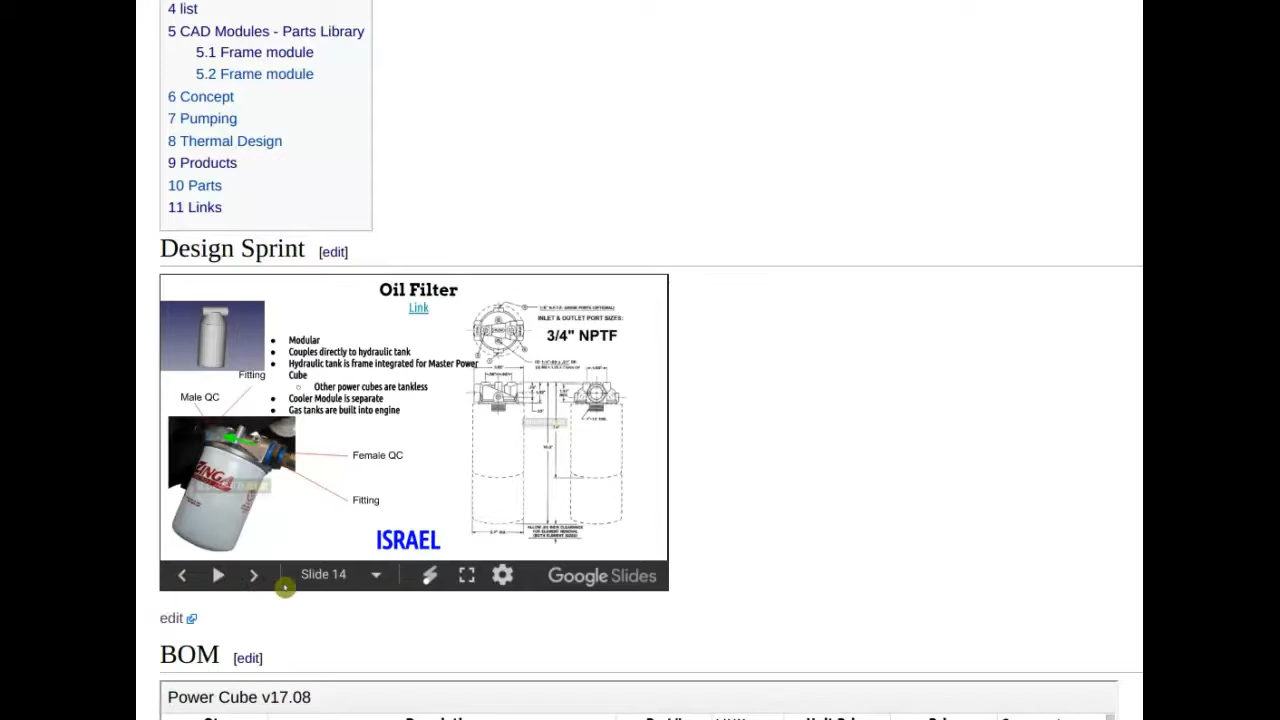 4 list
5 CAD Modules - Parts Library
5.1 Frame module
5.2 Frame module
6 Concept
7 Pumping
8 Thermal Design
9 Products
10 Parts
11 Links
Design Sprint [edit]
Oil Filter
Link
INLET & OUTLET PORT SIZES:
3/4" NPTF
Modular
Couples directly to hydraulic tank
Hydraulic tank is frame integrated for Master Power
Cube
Other power cubes are tankless
Cooler Module is separate
Gas tanks are built into engine
Fitting
Male QC
Female QC
Fitting
ZINGA
ISRAEL
Slide 14
Google Slides
edit
BOM [edit]
Power Cube v17.08